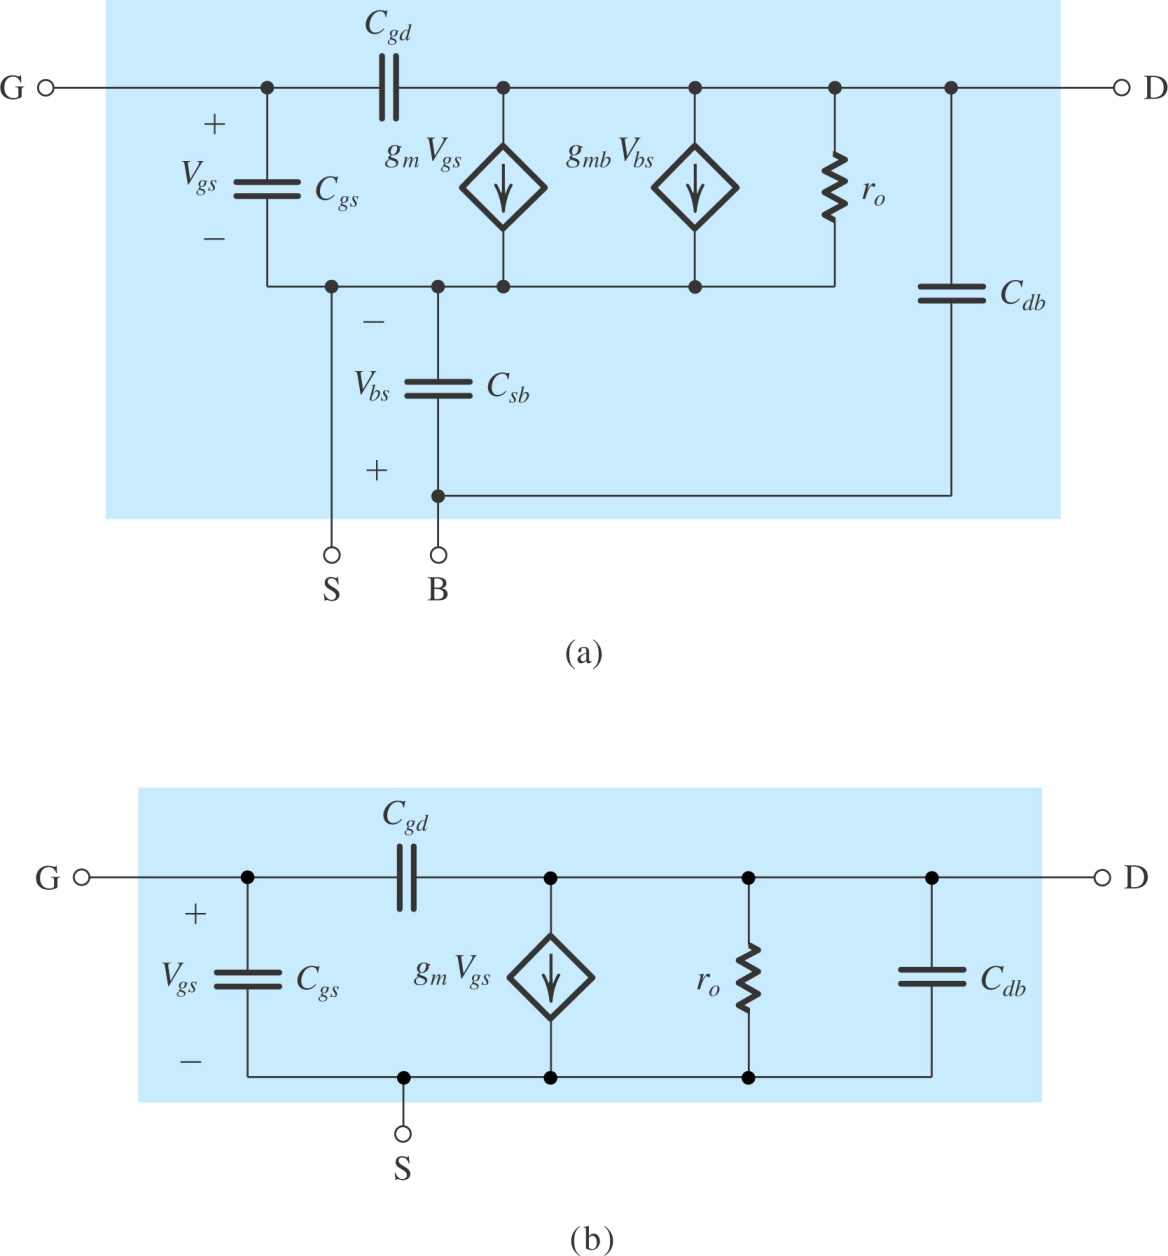 C_gd
G
D
+
g_m V_gs
g_mb V_bs
V_gs
C_gs
r_o
−
C_db
−
V_bs
C_sb
+
S
B
(a)
C_gd
G
D
+
V_gs
C_gs
g_m V_gs
r_o
C_db
−
S
(b)